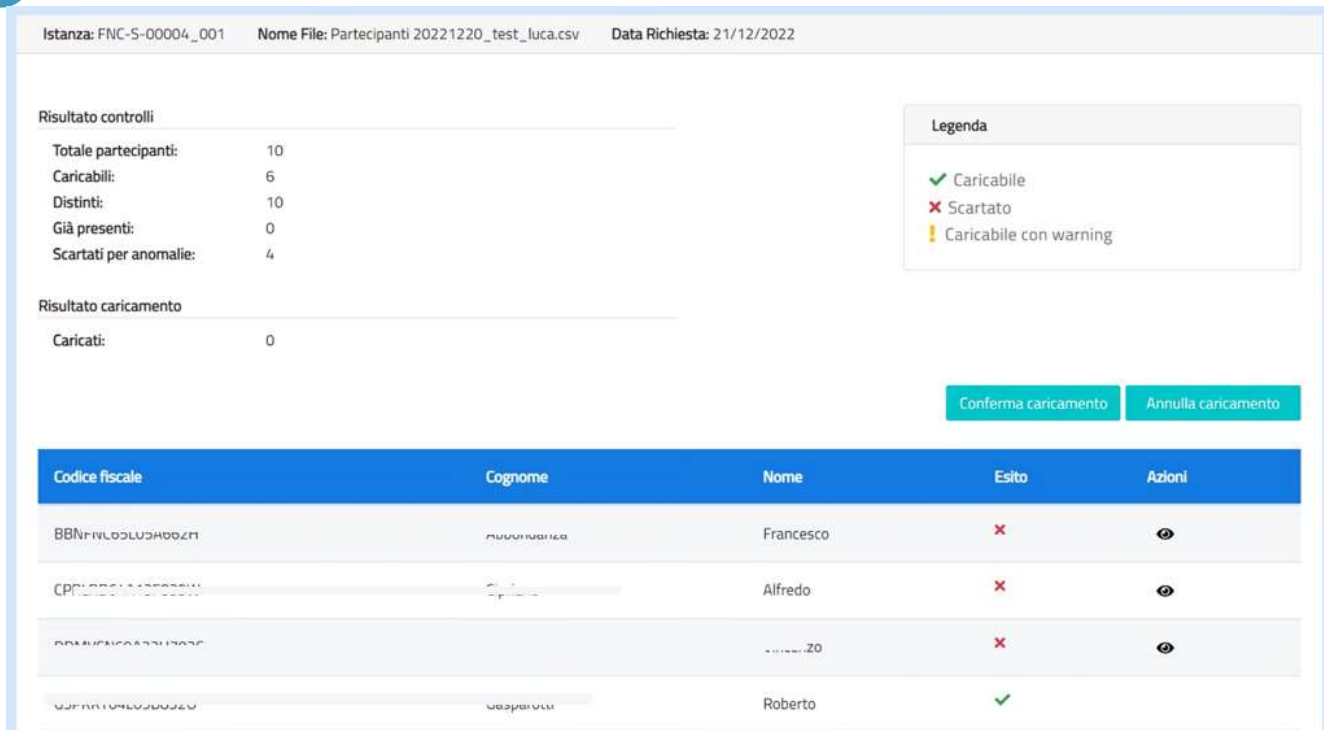 Istanza: FNC-S-00004_001 Nome File: Partecipanti 20221220_test_luca.csv Data Richiesta: 21/12/2022
Risultato controlli
Legenda
Totale partecipanti: 10
Caricabili: 6
Distinti: 10
Già presenti: 0
Scartati per anomalie: 4
Caricabile
Scartato
Caricabile con warning
Risultato caricamento
Caricati: 0
Conferma caricamento Annulla caricamento
Codice fiscale Cognome Nome Esito Azioni
Francesco
Alfredo
Roberto